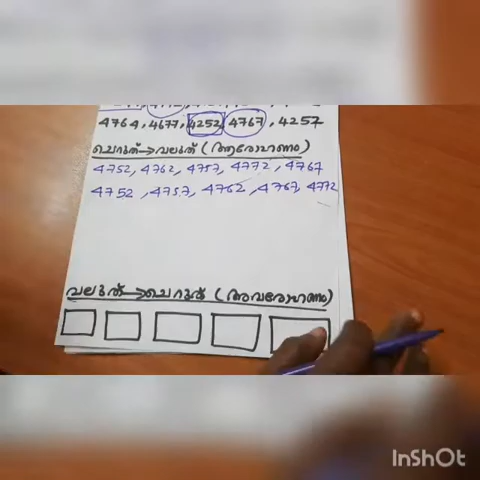 4764, 4677, 4252, 4767, 4257
ചെറുത് → വലുത് (ആരോഹണം)
4752, 4762, 4757, 4772, 4767
4752, 4757, 4762, 4767, 4772
വലുത് → ചെറുത് (അവരോഹണം)
InShOt